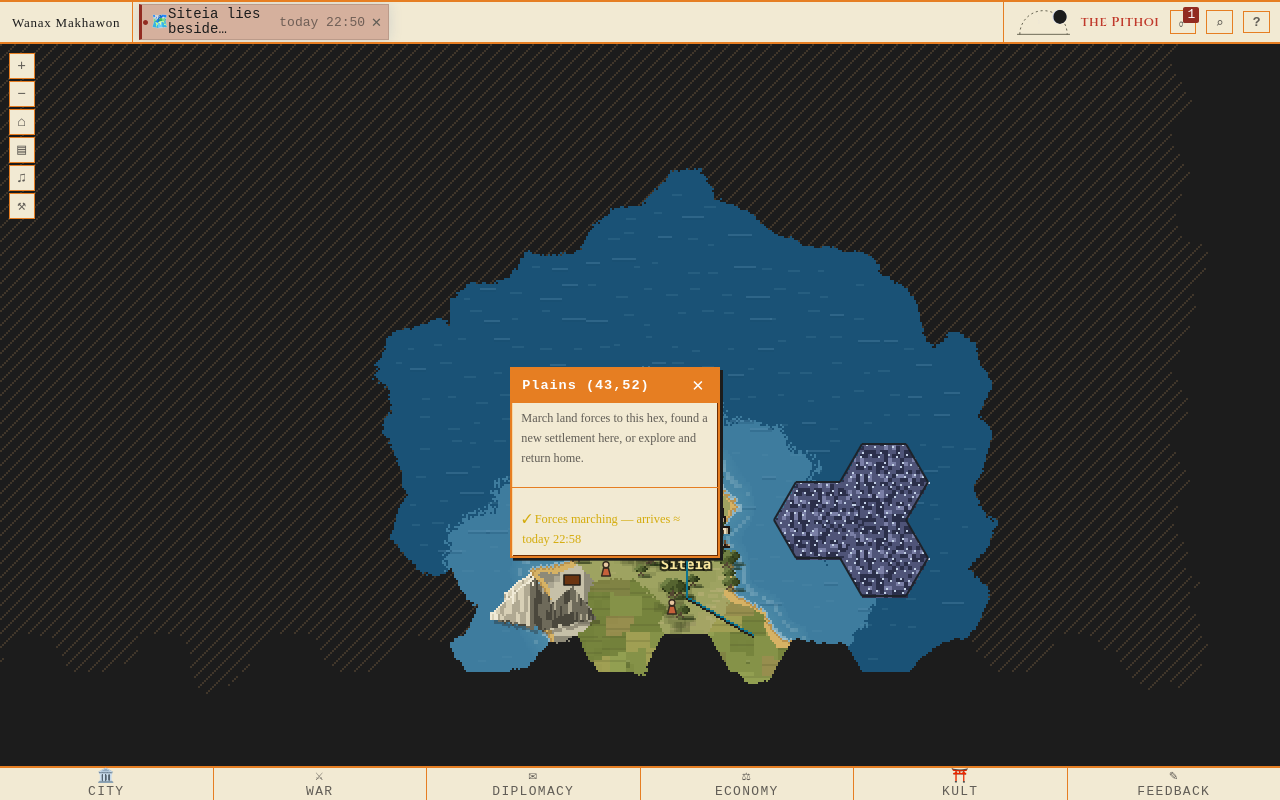 Wanax Makhawon
Siteia lies
beside…
today 22:50 ✕
THE PITHOI
1
?
+
−
Plains (43,52) ✕
March land forces to this hex, found a
new settlement here, or explore and
return home.
✓Forces marching — arrives ≈
today 22:58
Siteia
CITY
WAR
DIPLOMACY
ECONOMY
KULT
FEEDBACK